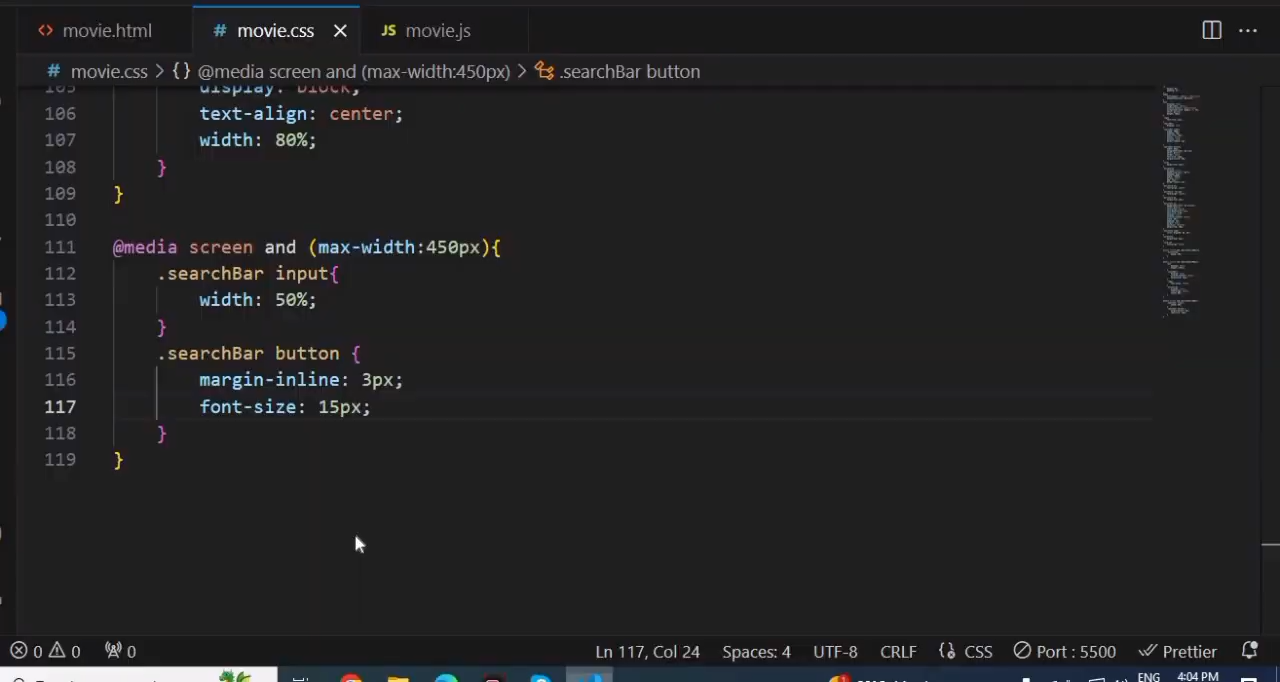 movie.html # movie.css JS movie.js
# movie.css > {} @media screen and (max-width:450px) > .searchBar button
105 display: block;
106 text-align: center;
107 width: 80%;
108 }
109 }
110
111 @media screen and (max-width:450px){
112 .searchBar input{
113 width: 50%;
114 }
115 .searchBar button {
116 margin-inline: 3px;
117 font-size: 15px;
118 }
119 }
0 0 0 Ln 117, Col 24 Spaces: 4 UTF-8 CRLF CSS Port : 5500 Prettier
ENG 4:04 PM